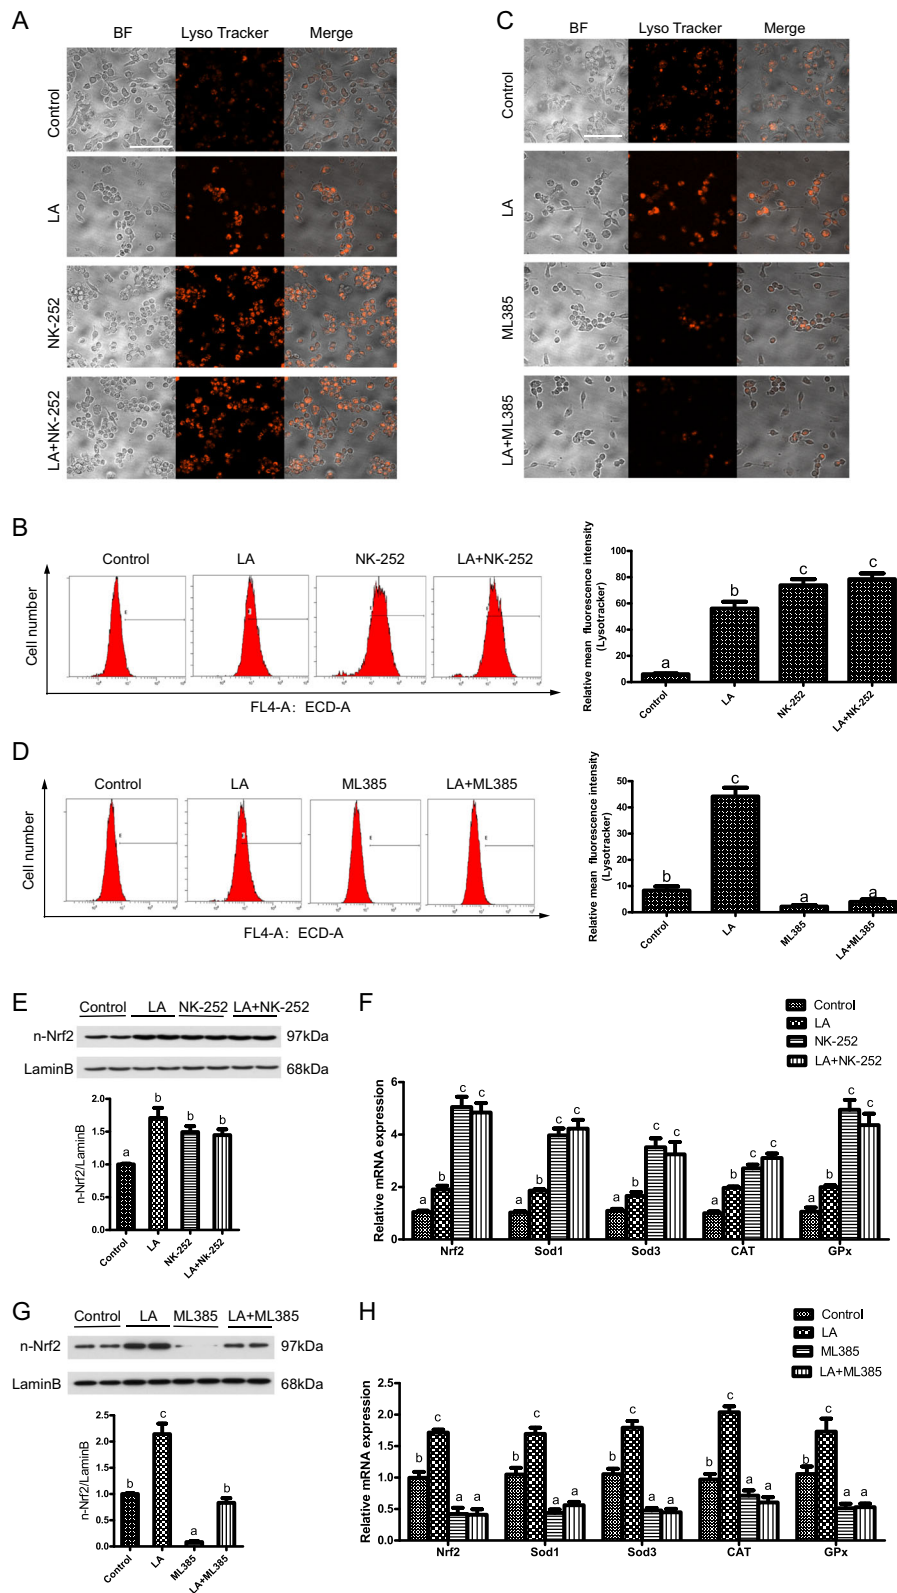 A
BF Lyso Tracker Merge
Control
LA
NK-252
LA+NK-252
C
BF Lyso Tracker Merge
Control
LA
ML385
LA+ML385
B
Control LA NK-252 LA+NK-252
Cell number
FL4-A: ECD-A
Relative mean fluorescence intensity
(Lysotracker)
100
80
60
40
20
0
a b c c
Control LA NK-252 LA+NK-252
D
Control LA ML385 LA+ML385
Cell number
FL4-A: ECD-A
Relative mean fluorescence intensity
(Lysotracker)
50
40
30
20
10
0
b c a a
Control LA ML385 LA+ML385
E
Control LA NK-252 LA+NK-252
n-Nrf2 97kDa
LaminB 68kDa
n-Nrf2/LaminB
2.0
1.5
1.0
0.5
0.0
a b b b
Control LA NK-252 LA+Nk-252
F
Control
LA
NK-252
LA+NK-252
Relative mRNA expression
6
4
2
0
a b c c a b c c a b c c a b c c a b c c
Nrf2 Sod1 Sod3 CAT GPx
G
Control LA ML385 LA+ML385
n-Nrf2 97kDa
LaminB 68kDa
n-Nrf2/LaminB
2.5
2.0
1.5
1.0
0.5
0.0
b c a b
Control LA ML385 LA+ML385
H
Control
LA
ML385
LA+ML385
Relative mRNA expression
2.5
2.0
1.5
1.0
0.5
0.0
b c a a b c a a b c a a b c a a b c a a
Nrf2 Sod1 Sod3 CAT GPx